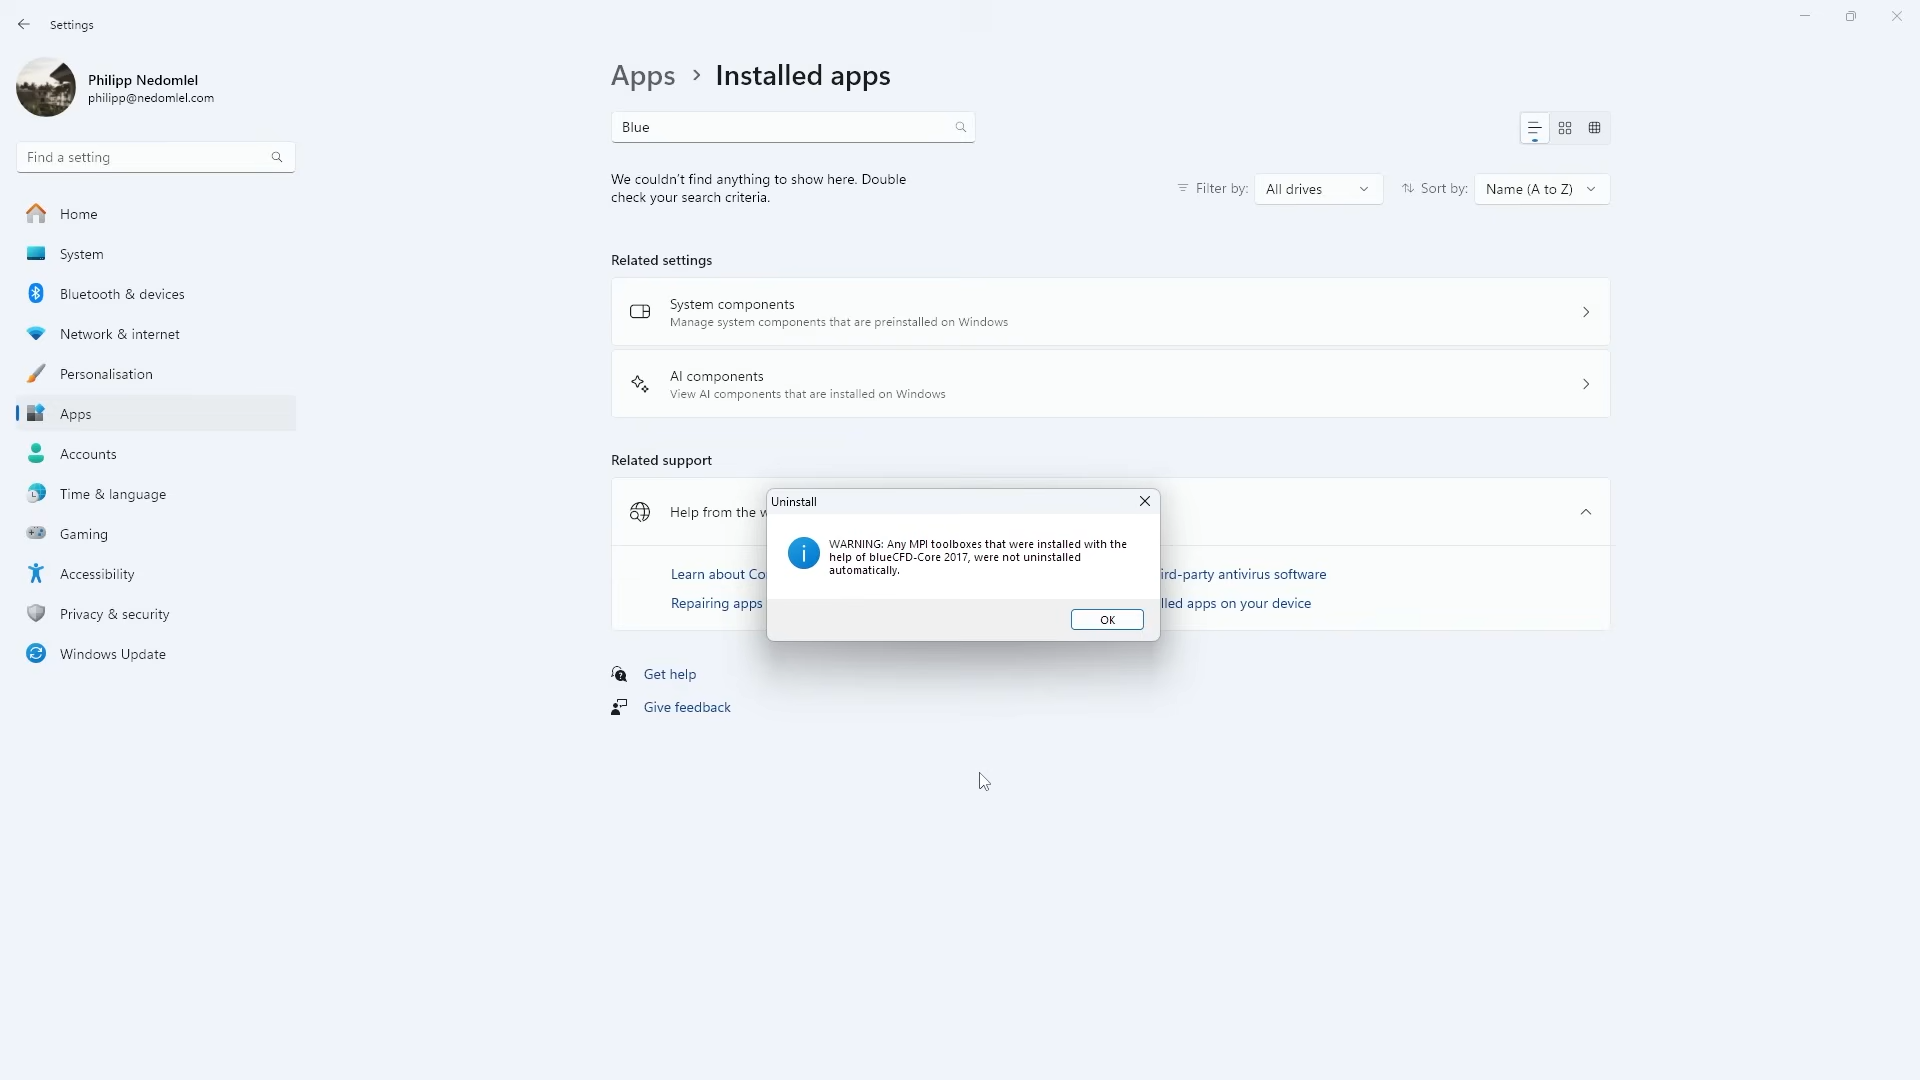 Settings
Philipp Nedomlel
philipp@nedomlel.com
Find a setting
Home
System
Bluetooth & devices
Network & internet
Personalisation
Apps
Accounts
Time & language
Gaming
Accessibility
Privacy & security
Windows Update
Apps > Installed apps
Blue
We couldn't find anything to show here. Double
check your search criteria.
Filter by: All drives
Sort by: Name (A to Z)
Related settings
System components
Manage system components that are preinstalled on Windows
AI components
View AI components that are installed on Windows
Related support
Help from the
Uninstall
WARNING: Any MPI toolboxes that were installed with the
help of blueCFD-Core 2017, were not uninstalled
automatically.
OK
Learn about
ird-party antivirus software
Repairing apps
lled apps on your device
Get help
Give feedback